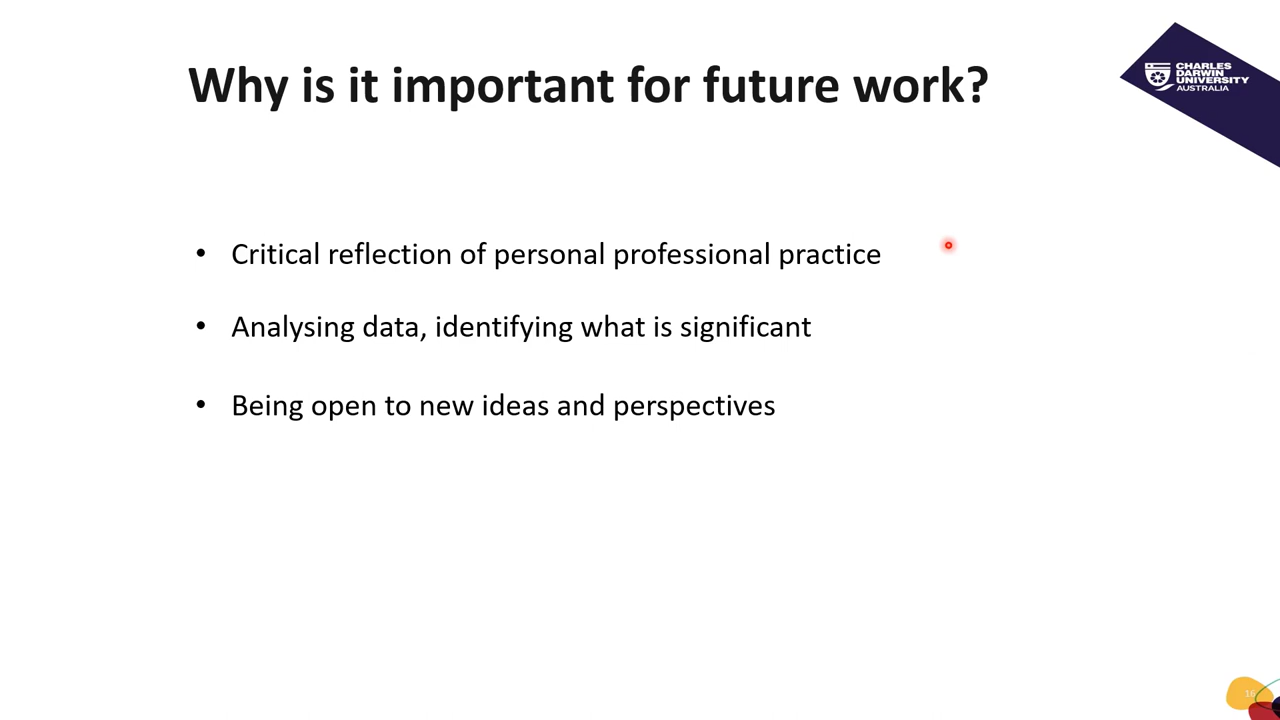 Why is it important for future work?
CHARLES
DARWIN
UNIVERSITY
AUSTRALIA
• Critical reflection of personal professional practice
• Analysing data, identifying what is significant
• Being open to new ideas and perspectives
16